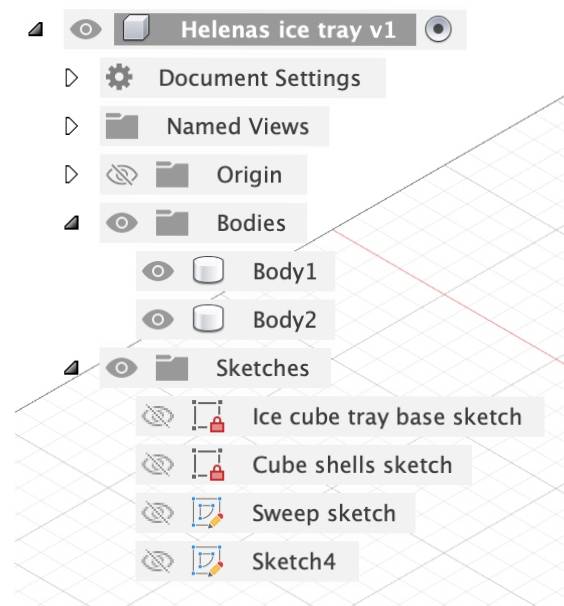 Helenas ice tray v1
Document Settings
Named Views
Origin
Bodies
Body1
Body2
Sketches
Ice cube tray base sketch
Cube shells sketch
Sweep sketch
Sketch4